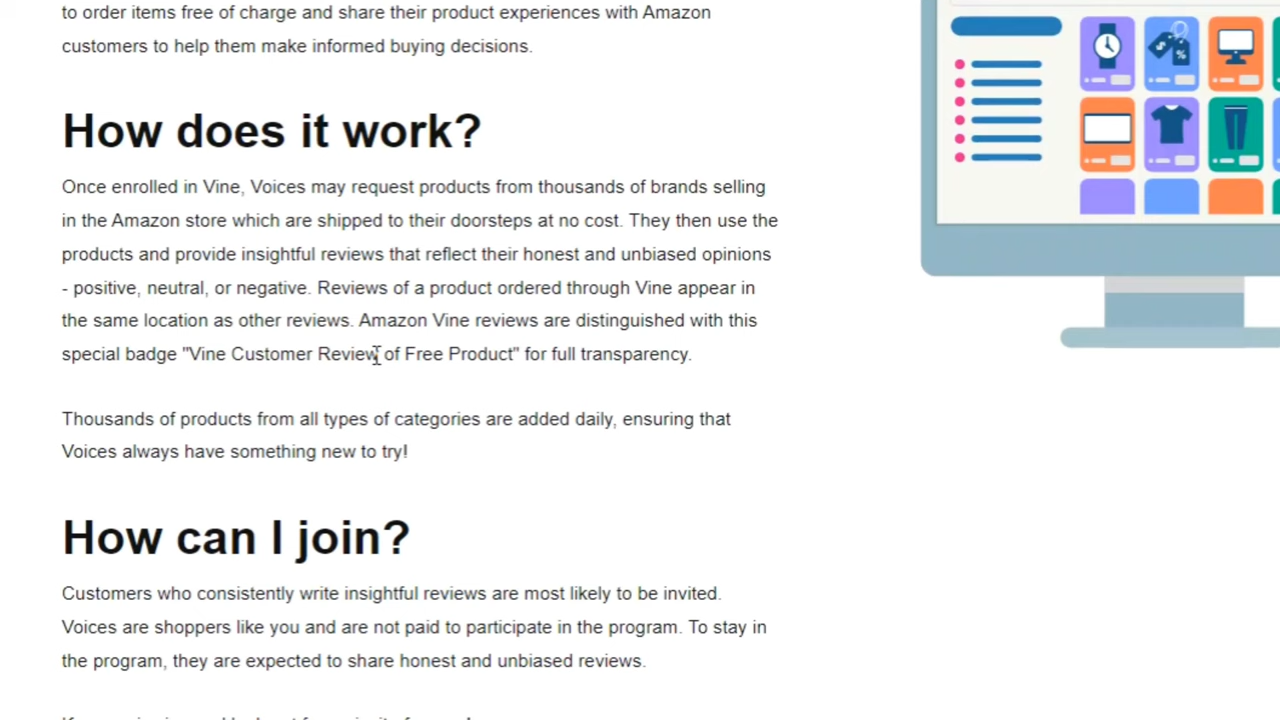 to order items free of charge and share their product experiences with Amazon
customers to help them make informed buying decisions.
How does it work?
Once enrolled in Vine, Voices may request products from thousands of brands selling
in the Amazon store which are shipped to their doorsteps at no cost. They then use the
products and provide insightful reviews that reflect their honest and unbiased opinions
- positive, neutral, or negative. Reviews of a product ordered through Vine appear in
the same location as other reviews. Amazon Vine reviews are distinguished with this
special badge "Vine Customer Review of Free Product" for full transparency.
Thousands of products from all types of categories are added daily, ensuring that
Voices always have something new to try!
How can I join?
Customers who consistently write insightful reviews are most likely to be invited.
Voices are shoppers like you and are not paid to participate in the program. To stay in
the program, they are expected to share honest and unbiased reviews.